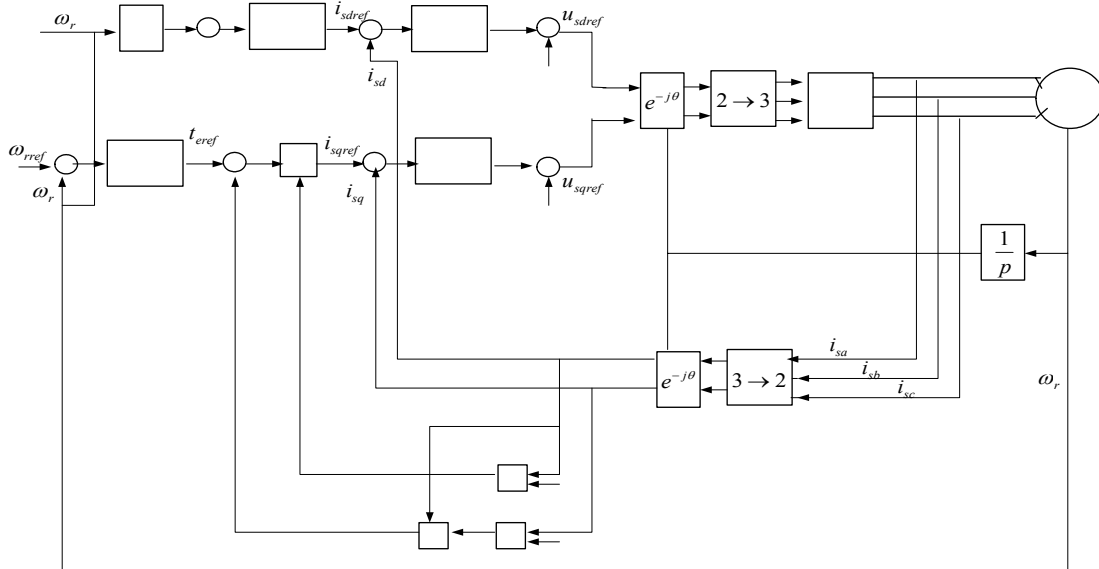 ω_r
i_sdref
u_sdref
i_sd
e^{-jθ}
2 → 3
t_eref
ω_rref
i_sqref
ω_r
i_sq
u_sqref
1/p
i_sa
e^{-jθ}
3 → 2
i_sb
i_sc
ω_r